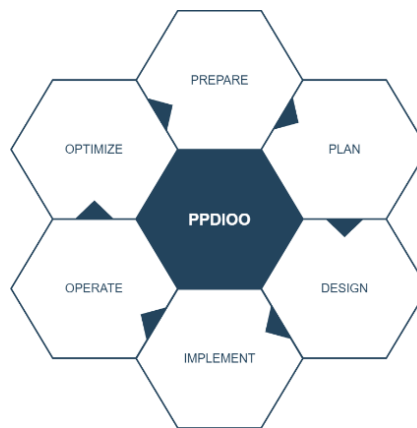 PREPARE
OPTIMIZE
PLAN
PPDIOO
OPERATE
DESIGN
IMPLEMENT